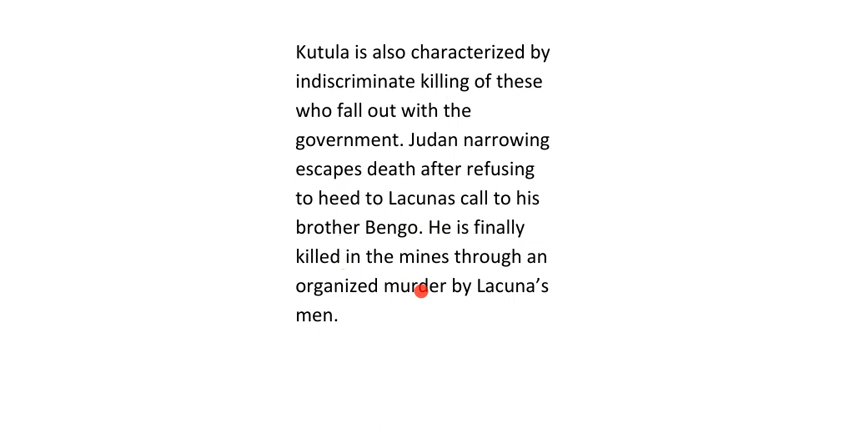 Kutula is also characterized by
indiscriminate killing of these
who fall out with the
government. Judan narrowing
escapes death after refusing
to heed to Lacunas call to his
brother Bengo. He is finally
killed in the mines through an
organized murder by Lacuna’s
men.